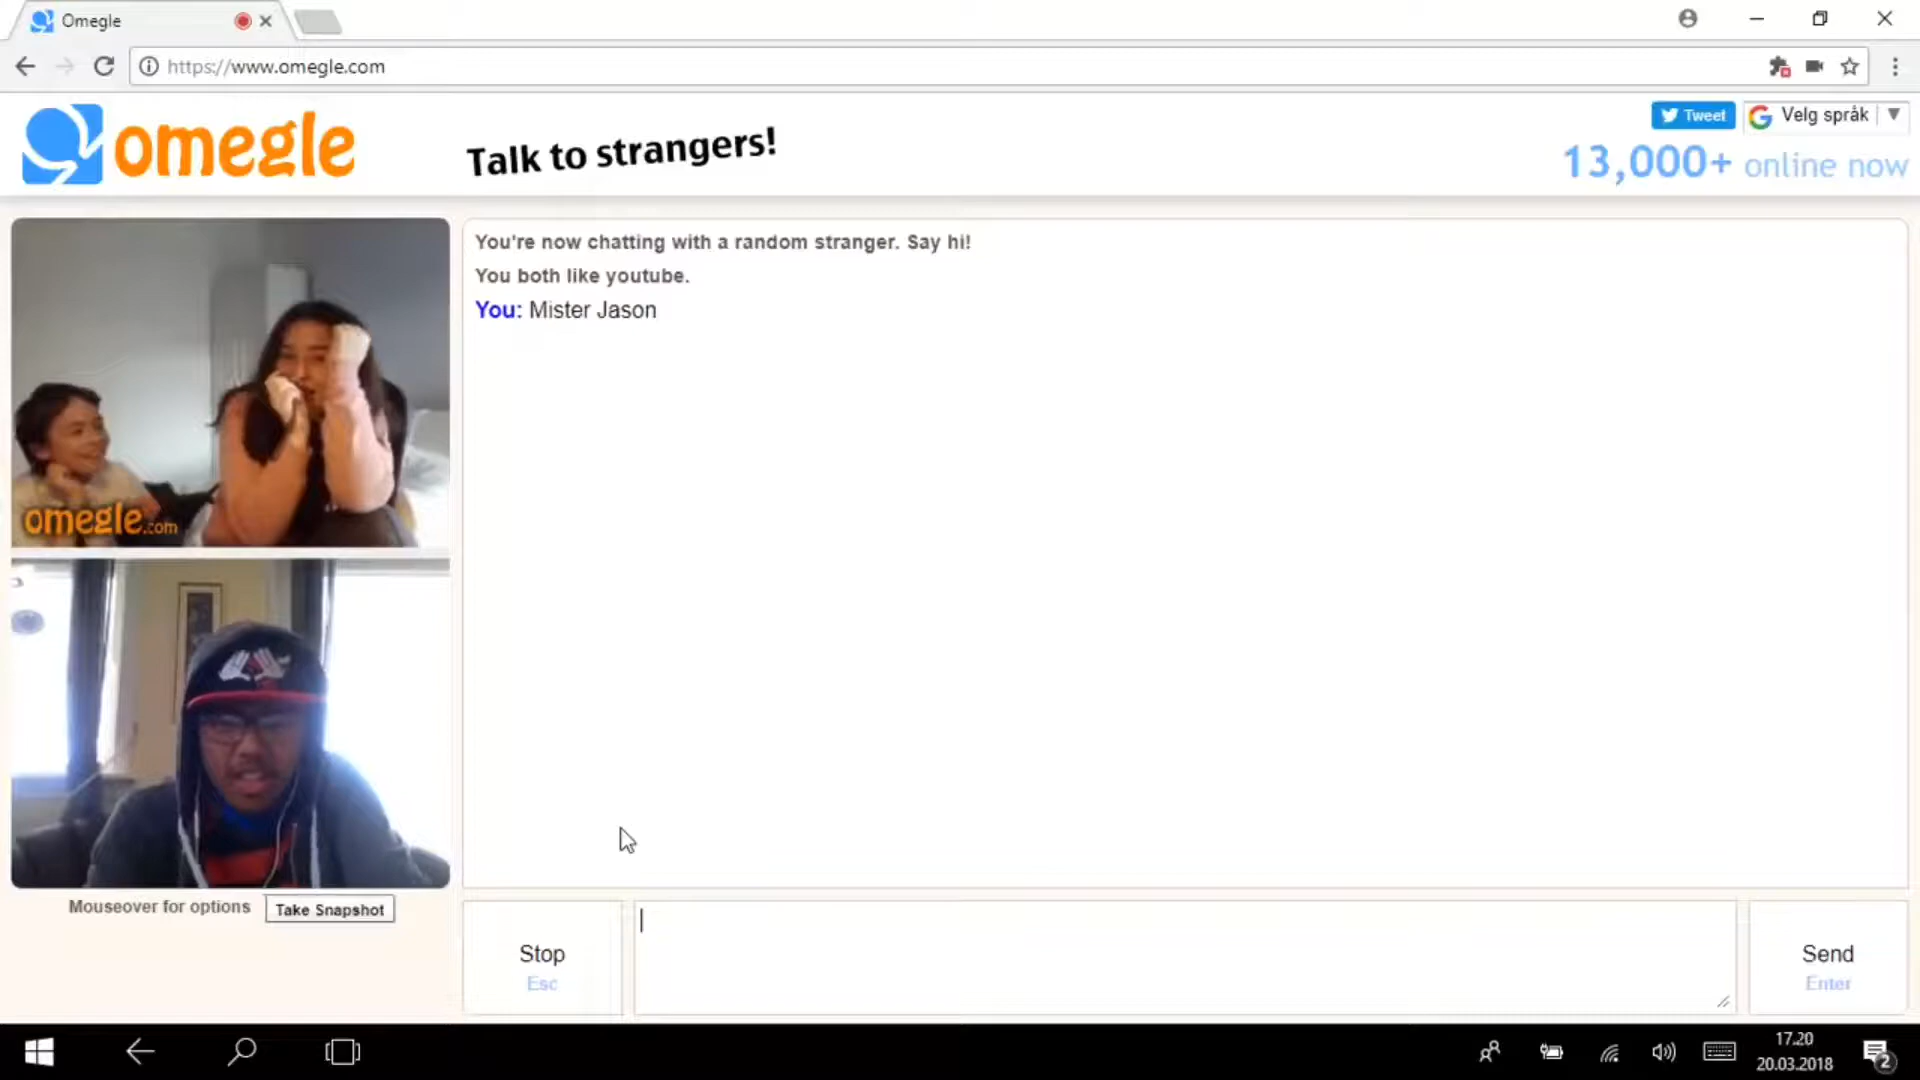 Omegle
https://www.omegle.com
omegle
Talk to strangers!
Tweet
Velg språk
13,000+ online now
You're now chatting with a random stranger. Say hi!
You both like youtube.
You: Mister Jason
omegle.com
Mouseover for options
Take Snapshot
Stop
Esc
Send
Enter
17.20
20.03.2018
2